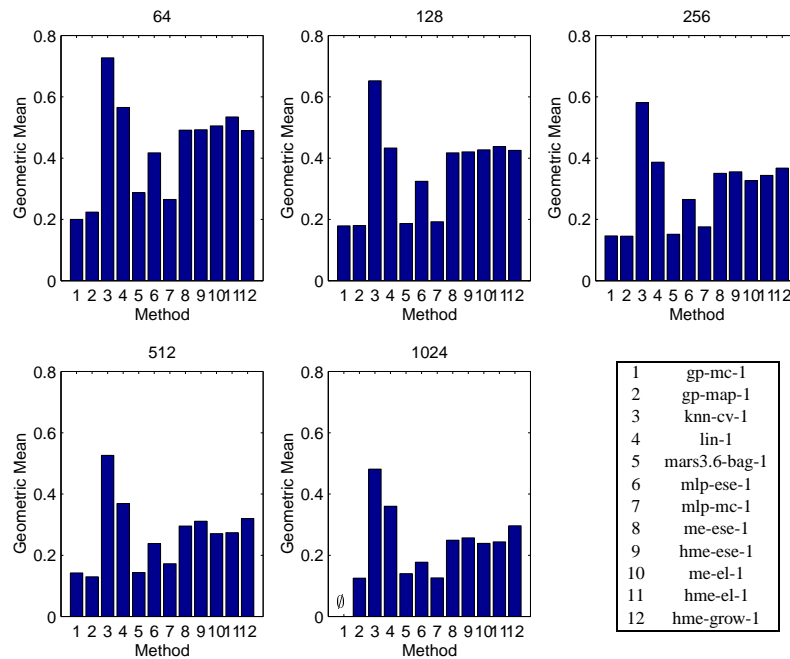 64
0.8
0.6
0.4
0.2
0
Geometric Mean
1 2 3 4 5 6 7 8 9 10 11 12
Method
128
0.8
0.6
0.4
0.2
0
Geometric Mean
1 2 3 4 5 6 7 8 9 10 11 12
Method
256
0.8
0.6
0.4
0.2
0
Geometric Mean
1 2 3 4 5 6 7 8 9 10 11 12
Method
512
0.8
0.6
0.4
0.2
0
Geometric Mean
1 2 3 4 5 6 7 8 9 10 11 12
Method
1024
0.8
0.6
0.4
0.2
0
Geometric Mean
∅
1 2 3 4 5 6 7 8 9 10 11 12
Method
1 gp-mc-1
2 gp-map-1
3 knn-cv-1
4 lin-1
5 mars3.6-bag-1
6 mlp-ese-1
7 mlp-mc-1
8 me-ese-1
9 hme-ese-1
10 me-el-1
11 hme-el-1
12 hme-grow-1